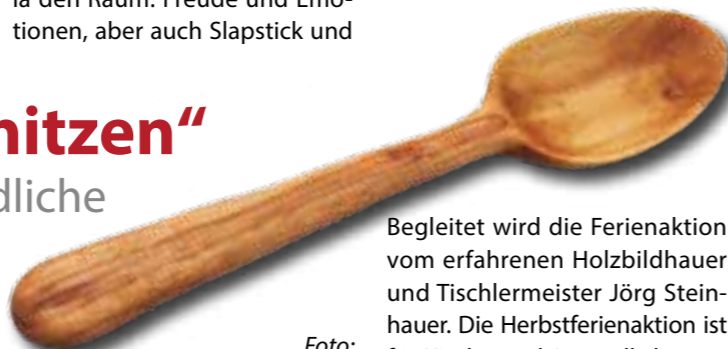 tionen, aber auch Slapstick und
nitzen“
dliche
Foto:
Begleitet wird die Ferienaktion
vom erfahrenen Holzbildhauer
und Tischlermeister Jörg Stein-
hauer. Die Herbstferienaktion ist